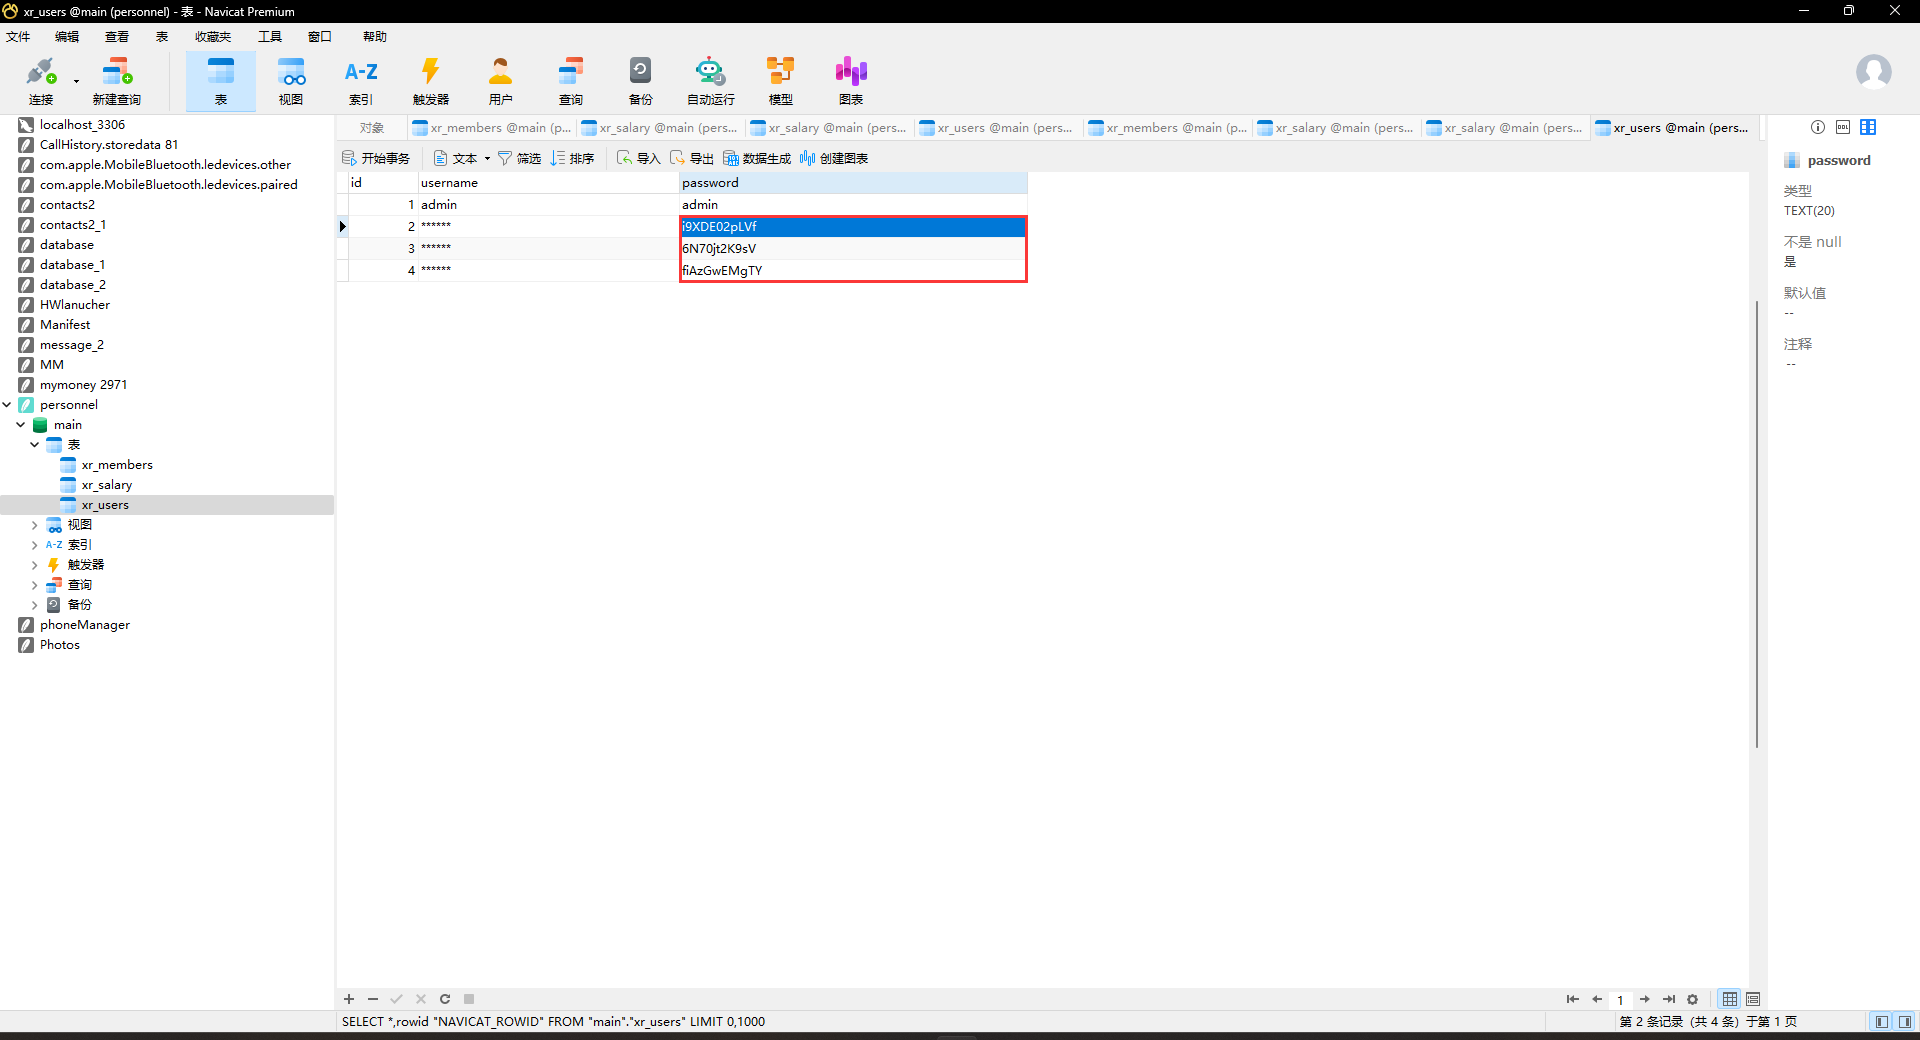 xr_users @main (personnel) - 表 - Navicat Premium
文件 编辑 查看 表 收藏夹 工具 窗口 帮助
连接 新建查询 表 视图 A-Z 索引 触发器 用户 查询 备份 自动运行 模型 图表
对象 xr_members @main (p... xr_salary @main (pers... xr_salary @main (pers... xr_users @main (pers... xr_members @main (p... xr_salary @main (pers... xr_salary @main (pers... xr_users @main (pers...
开始事务 文本 筛选 排序 导入 导出 数据生成 创建图表
id username password
1 admin admin
2 ****** i9XDE02pLVf
3 ****** 6N70jt2K9sV
4 ****** fiAzGwEMgTY
localhost_3306
CallHistory.storedata 81
com.apple.MobileBluetooth.ledevices.other
com.apple.MobileBluetooth.ledevices.paired
contacts2
contacts2_1
database
database_1
database_2
HWlanucher
Manifest
message_2
MM
mymoney 2971
personnel
main
表
xr_members
xr_salary
xr_users
视图
A-Z 索引
触发器
查询
备份
phoneManager
Photos
DDL
password
类型
TEXT(20)
不是 null
是
默认值
--
注释
--
1
SELECT *,rowid "NAVICAT_ROWID" FROM "main"."xr_users" LIMIT 0,1000
第 2 条记录 (共 4 条) 于第 1 页